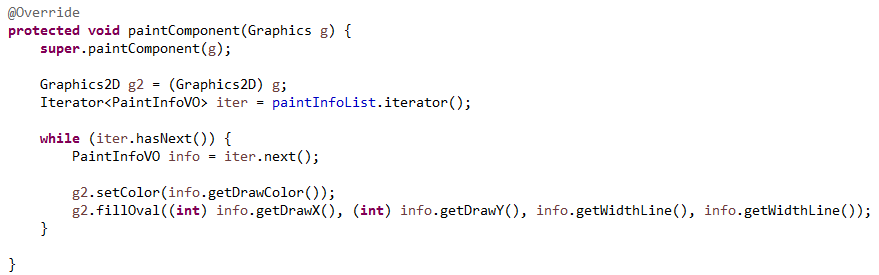 @Override
protected void paintComponent(Graphics g) {
    super.paintComponent(g);

    Graphics2D g2 = (Graphics2D) g;
    Iterator<PaintInfoVO> iter = paintInfoList.iterator();

    while (iter.hasNext()) {
        PaintInfoVO info = iter.next();

        g2.setColor(info.getDrawColor());
        g2.fillOval((int) info.getDrawX(), (int) info.getDrawY(), info.getWidthLine(), info.getWidthLine());
    }

}